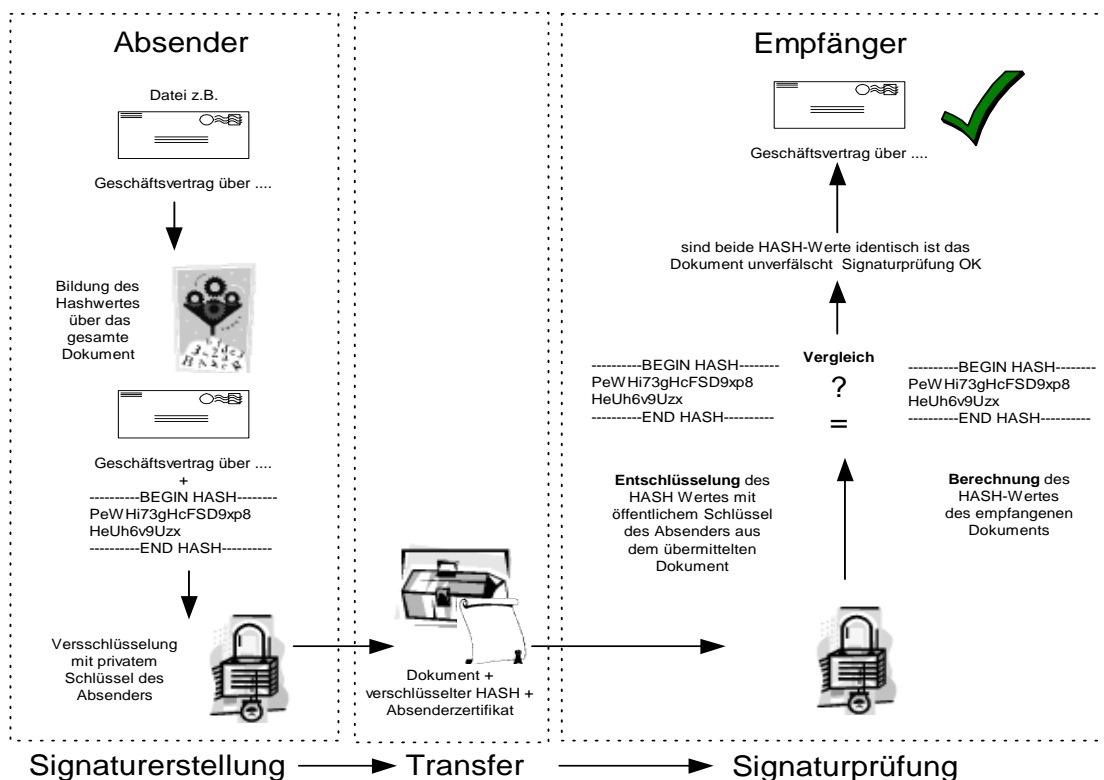 Absender
Datei z.B.
Geschäftsvertrag über ....
Bildung des
Hashwertes
über das
gesamte
Dokument
Geschäftsvertrag über ....
+
----------BEGIN HASH--------
PeWHi73gHcFSD9xp8
HeUh6v9Uzx
----------END HASH----------
Versschlüsselung
mit privatem
Schlüssel des
Absenders
Dokument +
verschlüsselter HASH +
Absenderzertifikat
Empfänger
Geschäftsvertrag über ....
sind beide HASH-Werte identisch ist das
Dokument unverfälscht Signaturprüfung OK
----------BEGIN HASH--------
PeWHi73gHcFSD9xp8
HeUh6v9Uzx
----------END HASH----------
Vergleich
?
=
----------BEGIN HASH--------
PeWHi73gHcFSD9xp8
HeUh6v9Uzx
----------END HASH----------
Entschlüsselung des
HASH Wertes mit
öffentlichem Schlüssel
des Absenders aus
dem übermittelten
Dokument
Berechnung des
HASH-Wertes
des empfangenen
Dokuments
Signaturerstellung
Transfer
Signaturprüfung